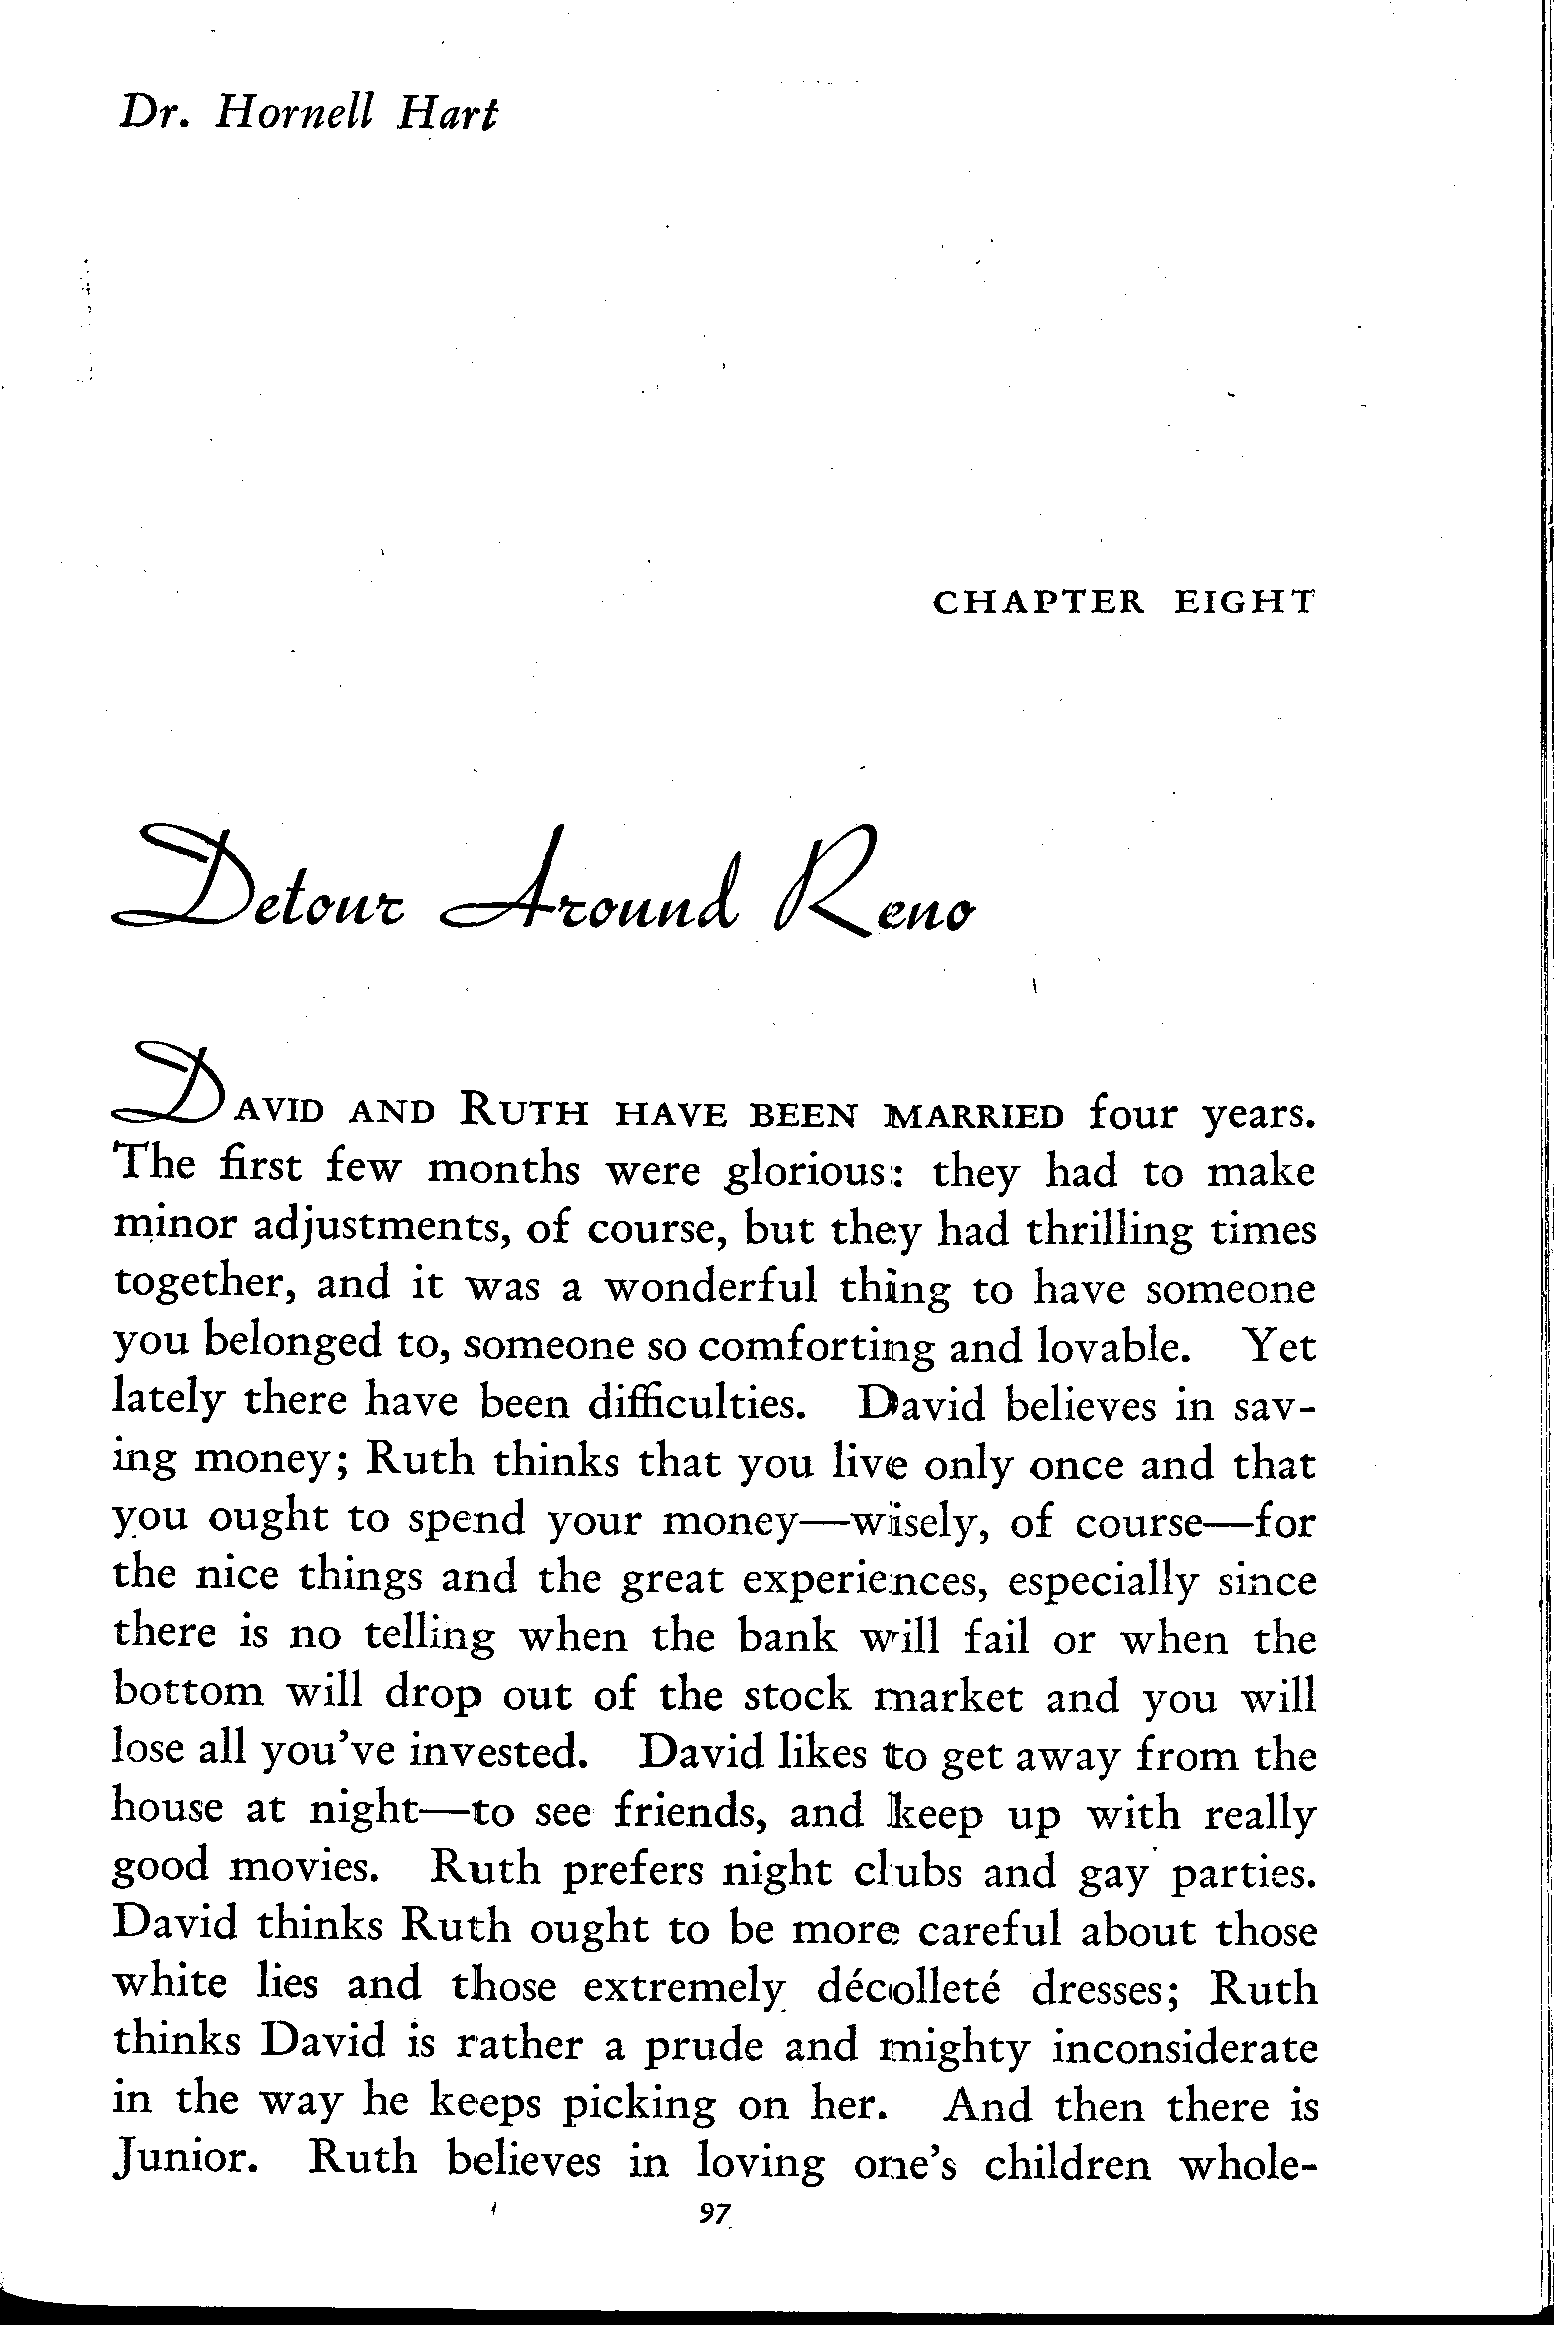 Dr. Hornell Hart
CHAPTER EIGHT
Detour Around Reno
DAVID AND RUTH HAVE BEEN MARRIED four years.
The first few months were glorious: they had to make
minor adjustments, of course, but they had thrilling times
together, and it was a wonderful thing to have someone
you belonged to, someone so comforting and lovable. Yet
lately there have been difficulties. David believes in sav-
ing money; Ruth thinks that you live only once and that
you ought to spend your money—wisely, of course—for
the nice things and the great experiences, especially since
there is no telling when the bank will fail or when the
bottom will drop out of the stock market and you will
lose all you've invested. David likes to get away from the
house at night—to see friends, and keep up with really
good movies. Ruth prefers night clubs and gay parties.
David thinks Ruth ought to be more careful about those
white lies and those extremely décolleté dresses; Ruth
thinks David is rather a prude and mighty inconsiderate
in the way he keeps picking on her. And then there is
Junior. Ruth believes in loving one's children whole-
97